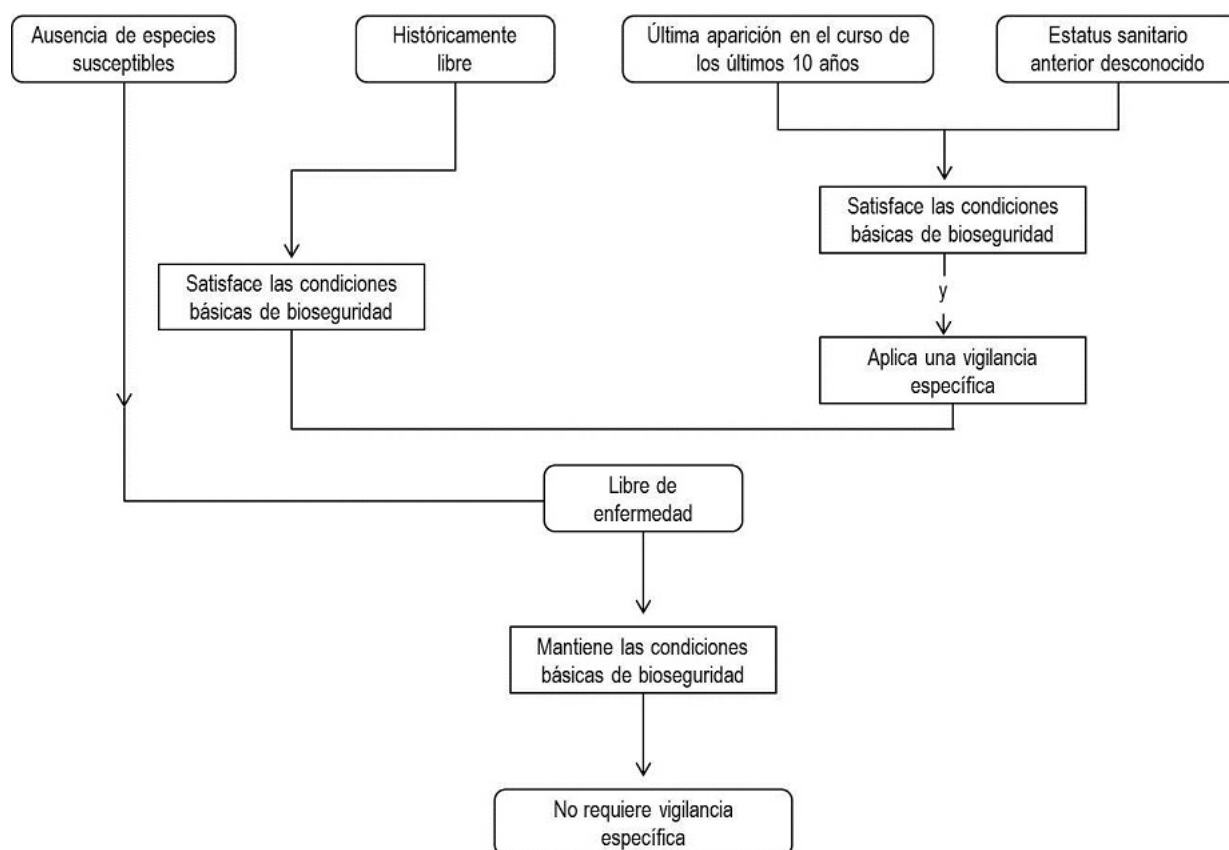 Ausencia de especies
susceptibles
Históricamente
libre
Última aparición en el curso de
los últimos 10 años
Estatus sanitario
anterior desconocido
Satisface las condiciones
básicas de bioseguridad
y
Satisface las condiciones
básicas de bioseguridad
Aplica una vigilancia
específica
Libre de
enfermedad
Mantiene las condiciones
básicas de bioseguridad
No requiere vigilancia
específica